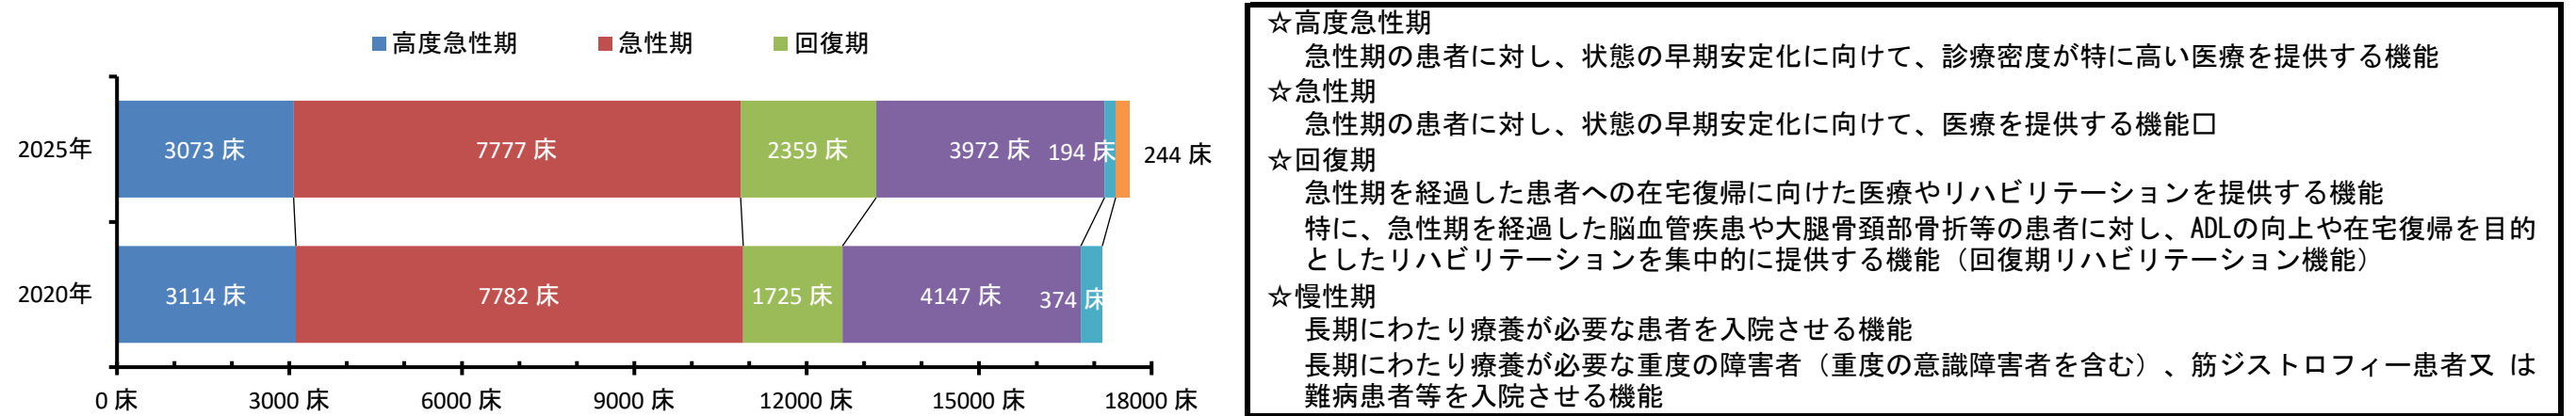 高度急性期 急性期 回復期
2025年 3073 床 7777 床 2359 床 3972 床 194 床 244 床
2020年 3114 床 7782 床 1725 床 4147 床 374 床
0 床 3000 床 6000 床 9000 床 12000 床 15000 床 18000 床
☆高度急性期
急性期の患者に対し、状態の早期安定化に向けて、診療密度が特に高い医療を提供する機能
☆急性期
急性期の患者に対し、状態の早期安定化に向けて、医療を提供する機能□
☆回復期
急性期を経過した患者への在宅復帰に向けた医療やリハビリテーションを提供する機能
特に、急性期を経過した脳血管疾患や大腿骨頚部骨折等の患者に対し、ADLの向上や在宅復帰を目的
としたリハビリテーションを集中的に提供する機能（回復期リハビリテーション機能）
☆慢性期
長期にわたり療養が必要な患者を入院させる機能
長期にわたり療養が必要な重度の障害者（重度の意識障害者を含む）、筋ジストロフィー患者又 は
難病患者等を入院させる機能